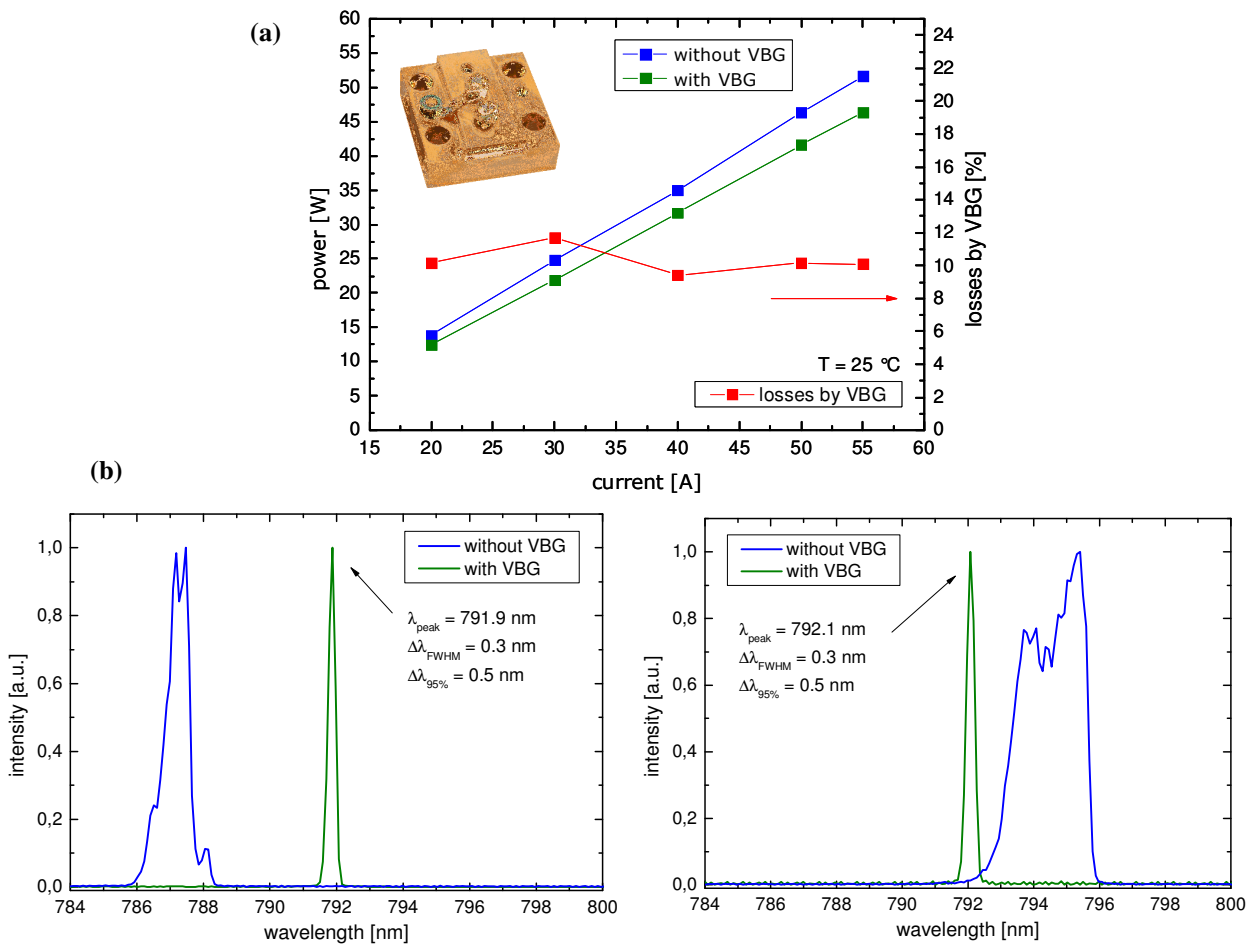 (a)
60
55
50
45
40
35
30
25
20
15
10
5
0
power [W]
without VBG
with VBG
24
22
20
18
16
14
12
10
8
6
4
2
0
losses by VBG [%]
T = 25 °C
losses by VBG
15 20 25 30 35 40 45 50 55 60
current [A]
(b)
1,0
0,8
0,6
0,4
0,2
0,0
intensity [a.u.]
without VBG
with VBG
λpeak = 791.9 nm
ΔλFWHM = 0.3 nm
Δλ95% = 0.5 nm
784 786 788 790 792 794 796 798 800
wavelength [nm]
1,0
0,8
0,6
0,4
0,2
0,0
intensity [a.u.]
without VBG
with VBG
λpeak = 792.1 nm
ΔλFWHM = 0.3 nm
Δλ95% = 0.5 nm
784 786 788 790 792 794 796 798 800
wavelength [nm]